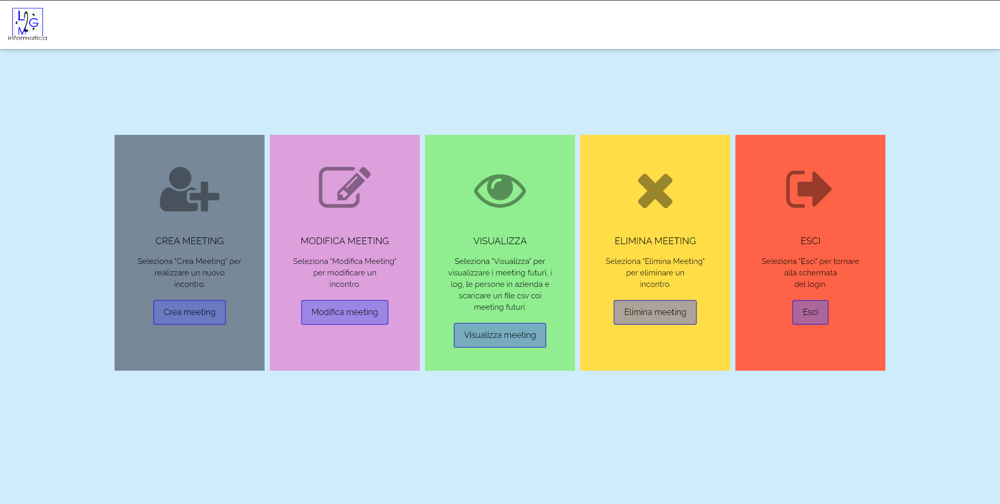 L2G
M
informatica
CREA MEETING
Seleziona "Crea Meeting" per
realizzare un nuovo
incontro.
Crea meeting
MODIFICA MEETING
Seleziona "Modifica Meeting"
per modificare un
incontro.
Modifica meeting
VISUALIZZA
Seleziona "Visualizza" per
visualizzare i meeting futuri, i
log, le persone in azienda e
scaricare un file csv coi
meeting futuri.
Visualizza meeting
ELIMINA MEETING
Seleziona "Elimina Meeting"
per eliminare un
incontro.
Elimina meeting
ESCI
Seleziona "Esci" per tornare
alla schermata
del login.
Esci